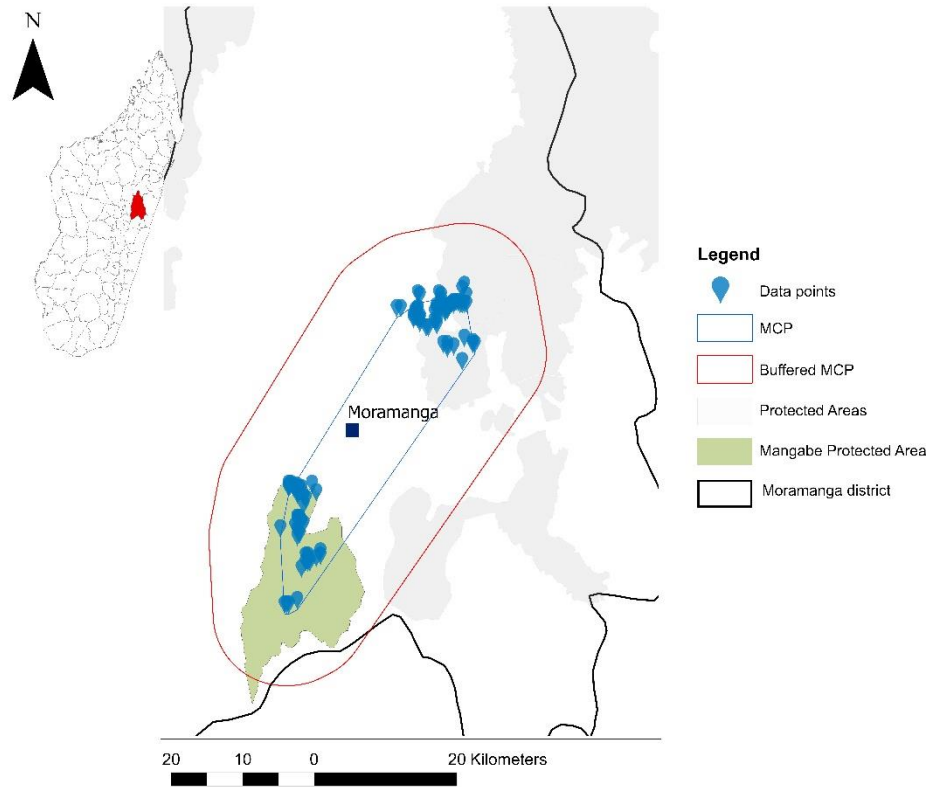 N
Moramanga
Legend
Data points
MCP
Buffered MCP
Protected Areas
Mangabe Protected Area
Moramanga district
20 10 0 20 Kilometers